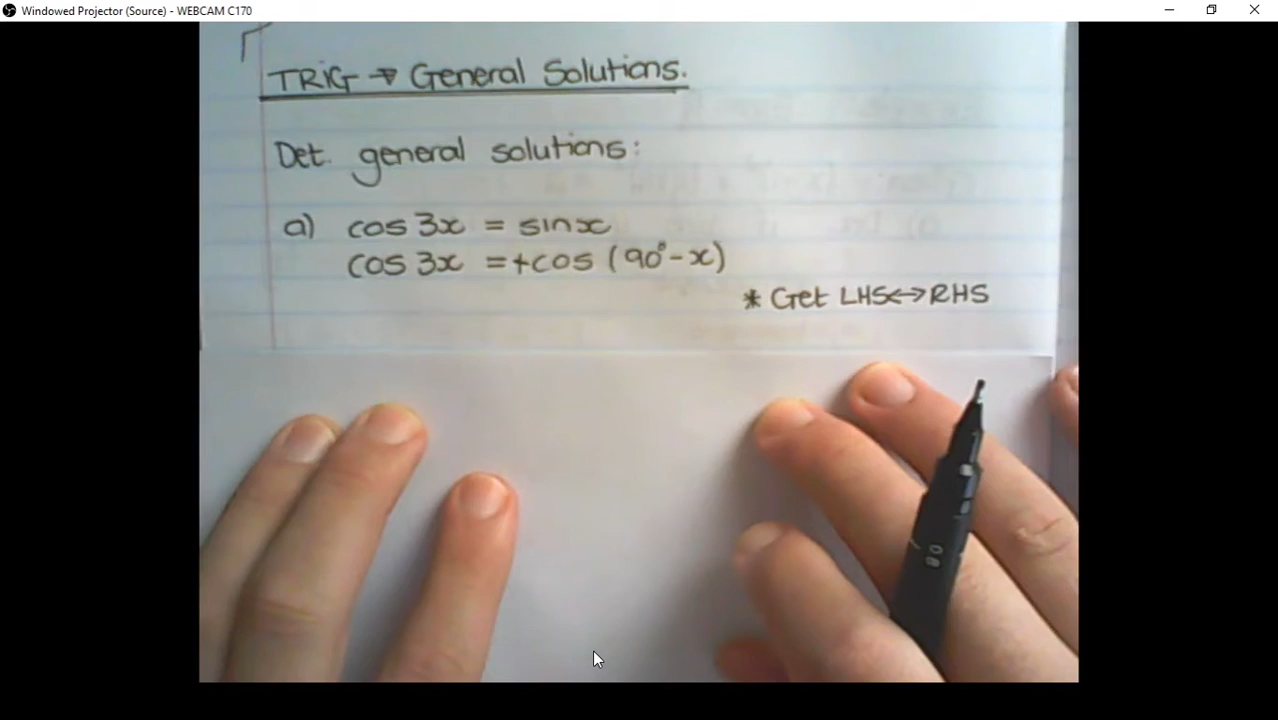 Windowed Projector (Source) - WEBCAM C170
TRIG → General Solutions.
Det. general solutions:
a) cos 3x = sin x
cos 3x = +cos (90° - x)
* Get LHS ↔ RHS
08